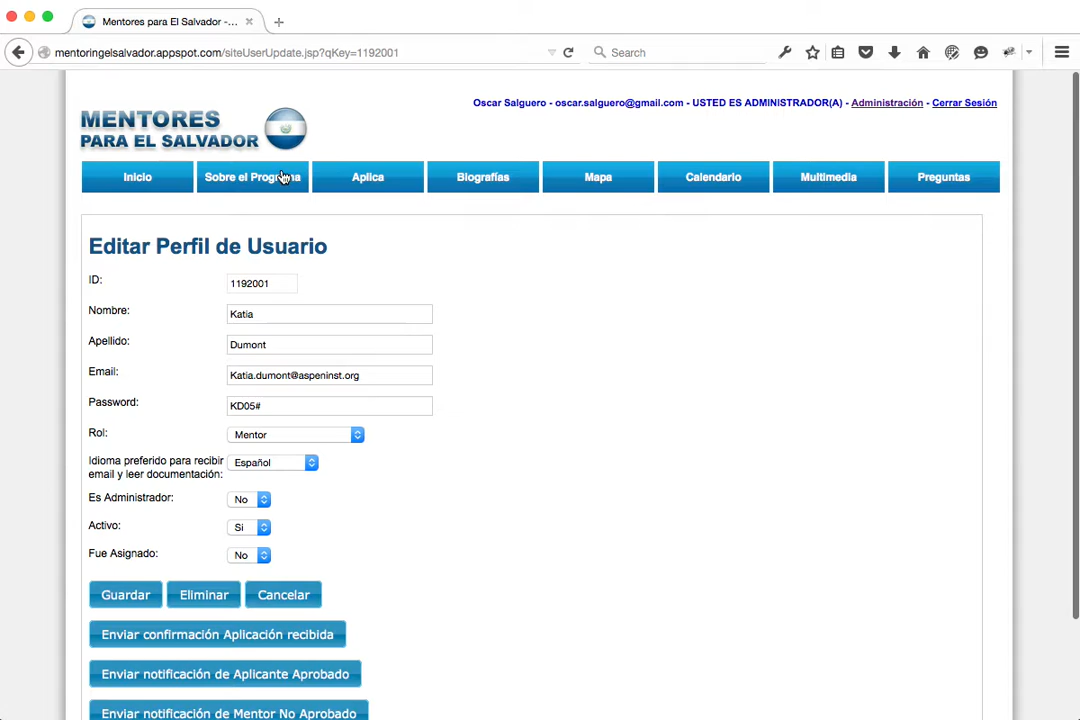 Mentores para El Salvador -...
mentoringelsalvador.appspot.com/siteUserUpdate.jsp?qKey=1192001
Search
Oscar Salguero - oscar.salguero@gmail.com - USTED ES ADMINISTRADOR(A) - Administración - Cerrar Sesión
MENTORES
PARA EL SALVADOR
Inicio
Sobre el Programa
Aplica
Biografías
Mapa
Calendario
Multimedia
Preguntas
Editar Perfil de Usuario
ID: 1192001
Nombre: Katia
Apellido: Dumont
Email: Katia.dumont@aspeninst.org
Password: KD05#
Rol: Mentor
Idioma preferido para recibir
email y leer documentación: Español
Es Administrador: No
Activo: Si
Fue Asignado: No
Guardar
Eliminar
Cancelar
Enviar confirmación Aplicación recibida
Enviar notificación de Aplicante Aprobado
Enviar notificación de Mentor No Aprobado